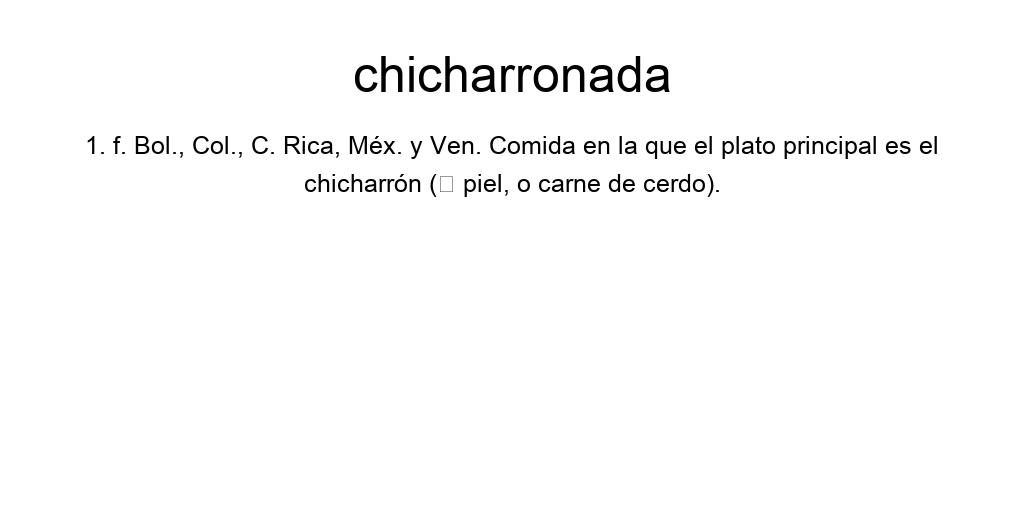 chicharronada
1. f. Bol., Col., C. Rica, Méx. y Ven. Comida en la que el plato principal es el
chicharrón (□ piel, o carne de cerdo).